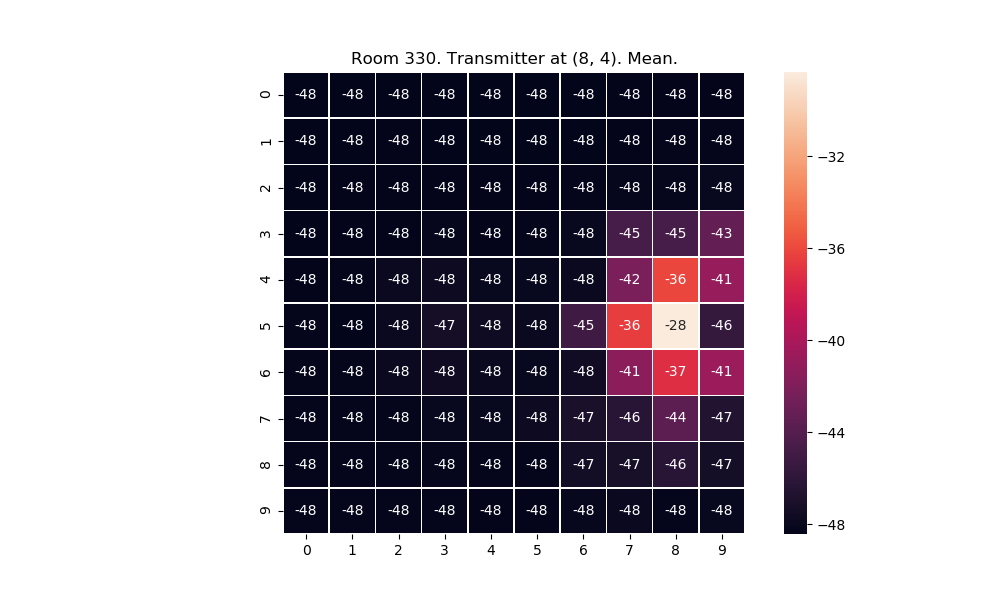 Room 330. Transmitter at (8, 4). Mean.
0 -48 -48 -48 -48 -48 -48 -48 -48 -48 -48
1 -48 -48 -48 -48 -48 -48 -48 -48 -48 -48
2 -48 -48 -48 -48 -48 -48 -48 -48 -48 -48
−32
3 -48 -48 -48 -48 -48 -48 -48 -45 -45 -43
−36
4 -48 -48 -48 -48 -48 -48 -48 -42 -36 -41
5 -48 -48 -48 -47 -48 -48 -45 -36 -28 -46
−40
6 -48 -48 -48 -48 -48 -48 -48 -41 -37 -41
7 -48 -48 -48 -48 -48 -48 -47 -46 -44 -47
−44
8 -48 -48 -48 -48 -48 -48 -47 -47 -46 -47
9 -48 -48 -48 -48 -48 -48 -48 -48 -48 -48
−48
0 1 2 3 4 5 6 7 8 9